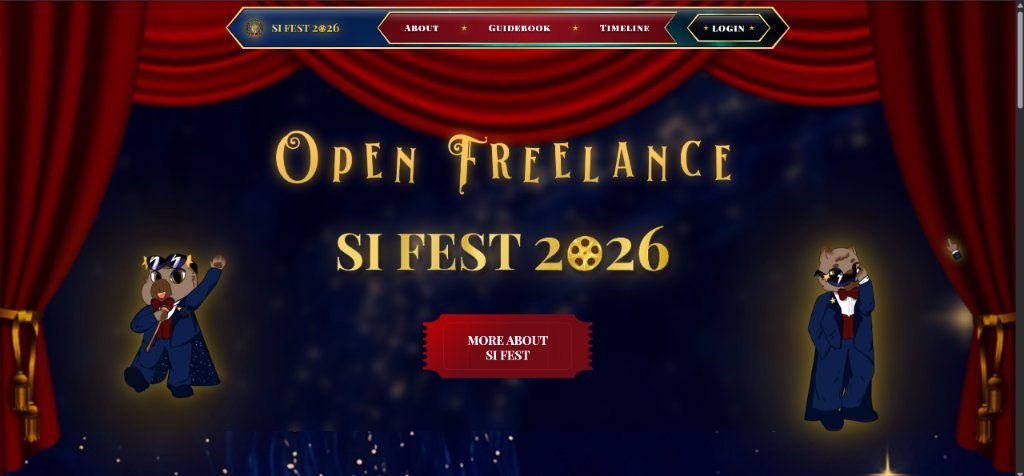 SI FEST 2026
About
Guidebook
Timeline
LOGIN
Open Freelance
SI FEST 2026
MORE ABOUT
SI FEST